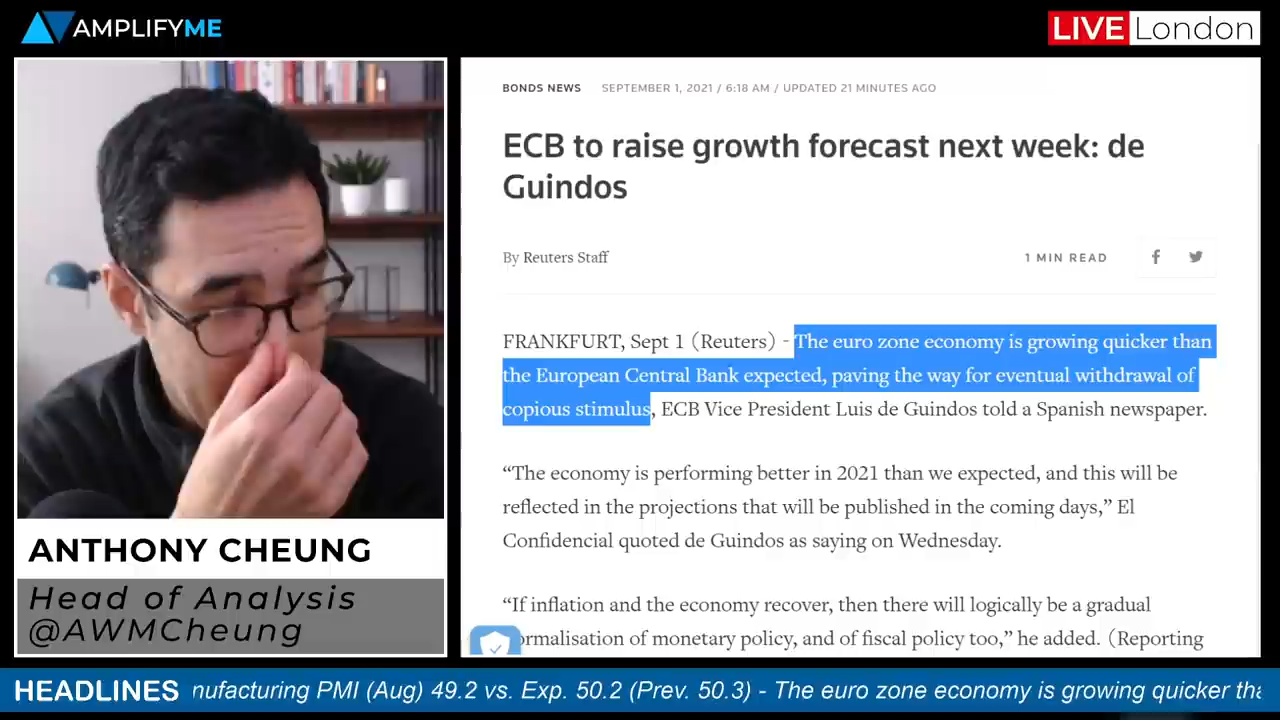 AMPLIFYME
LIVE London
BONDS NEWS SEPTEMBER 1, 2021 / 6:18 AM / UPDATED 21 MINUTES AGO
ECB to raise growth forecast next week: de
Guindos
By Reuters Staff
1 MIN READ
FRANKFURT, Sept 1 (Reuters) - The euro zone economy is growing quicker than
the European Central Bank expected, paving the way for eventual withdrawal of
copious stimulus, ECB Vice President Luis de Guindos told a Spanish newspaper.
“The economy is performing better in 2021 than we expected, and this will be
reflected in the projections that will be published in the coming days,” El
Confidencial quoted de Guindos as saying on Wednesday.
“If inflation and the economy recover, then there will logically be a gradual
ormalisation of monetary policy, and of fiscal policy too,” he added. (Reporting
ANTHONY CHEUNG
Head of Analysis
@AWMCheung
HEADLINES nufacturing PMI (Aug) 49.2 vs. Exp. 50.2 (Prev. 50.3) - The euro zone economy is growing quicker tha